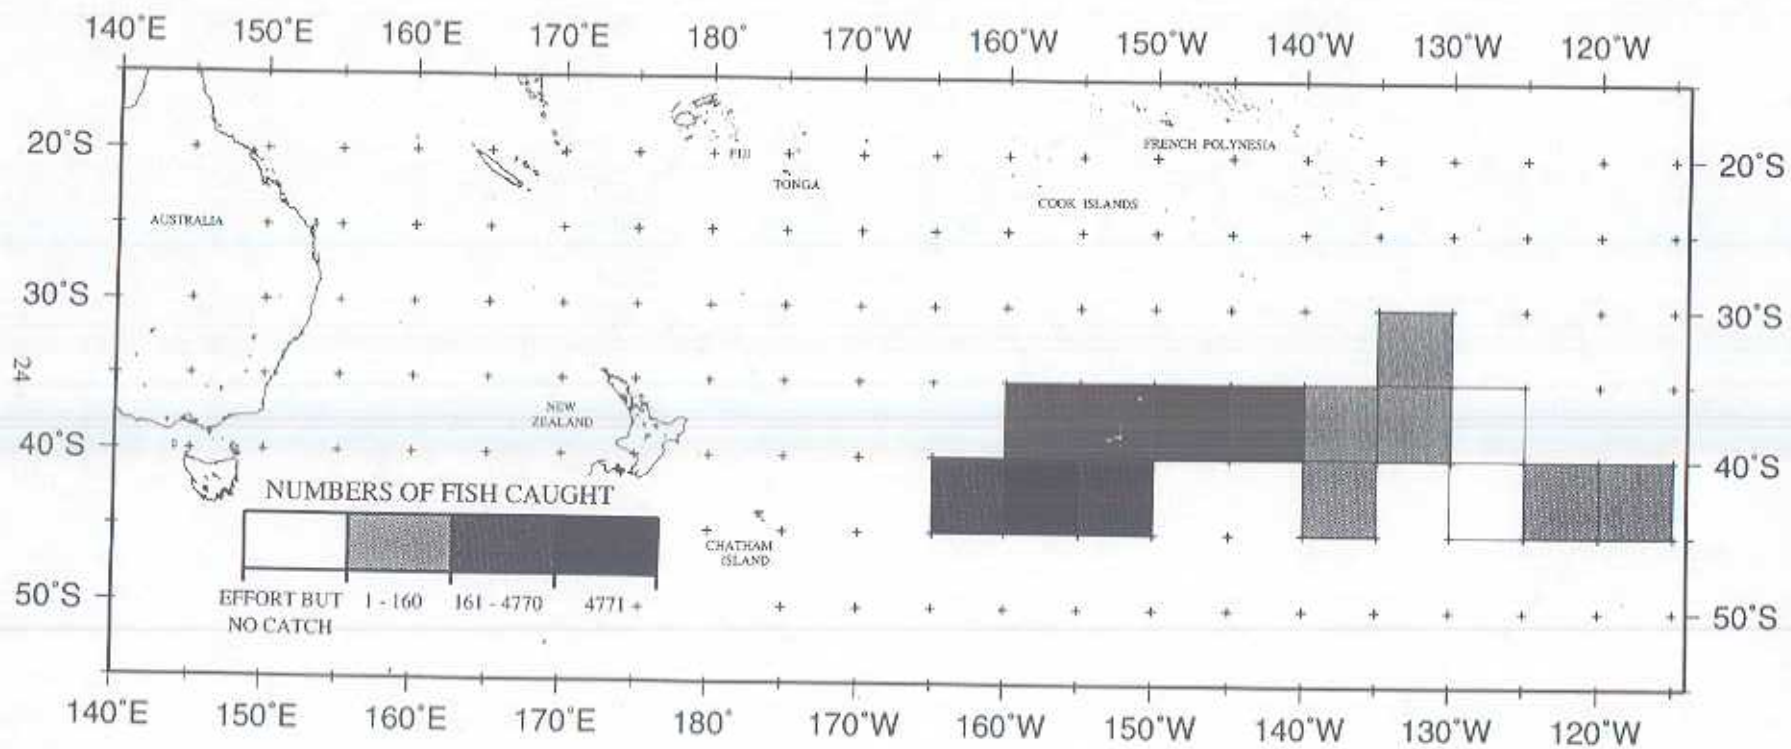 140°E 150°E 160°E 170°E 180° 170°W 160°W 150°W 140°W 130°W 120°W
20°S FIJI FRENCH POLYNESIA 20°S
TONGA
COOK ISLANDS
AUSTRALIA
30°S 30°S
24
NEW
ZEALAND
40°S 40°S
NUMBERS OF FISH CAUGHT
CHATHAM
ISLAND
50°S EFFORT BUT 1 - 160 161 - 4770 4771 + 50°S
NO CATCH
140°E 150°E 160°E 170°E 180° 170°W 160°W 150°W 140°W 130°W 120°W